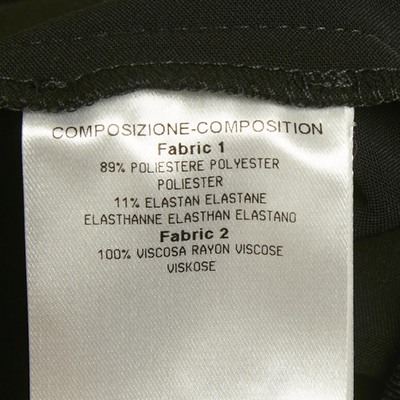 COMPOSIZIONE-COMPOSITION
Fabric 1
89% POLIESTERE POLYESTER
POLIESTER
11% ELASTAN ELASTANE
ELASTHANNE ELASTHAN ELASTANO
Fabric 2
100% VISCOSA RAYON VISCOSE
VISKOSE